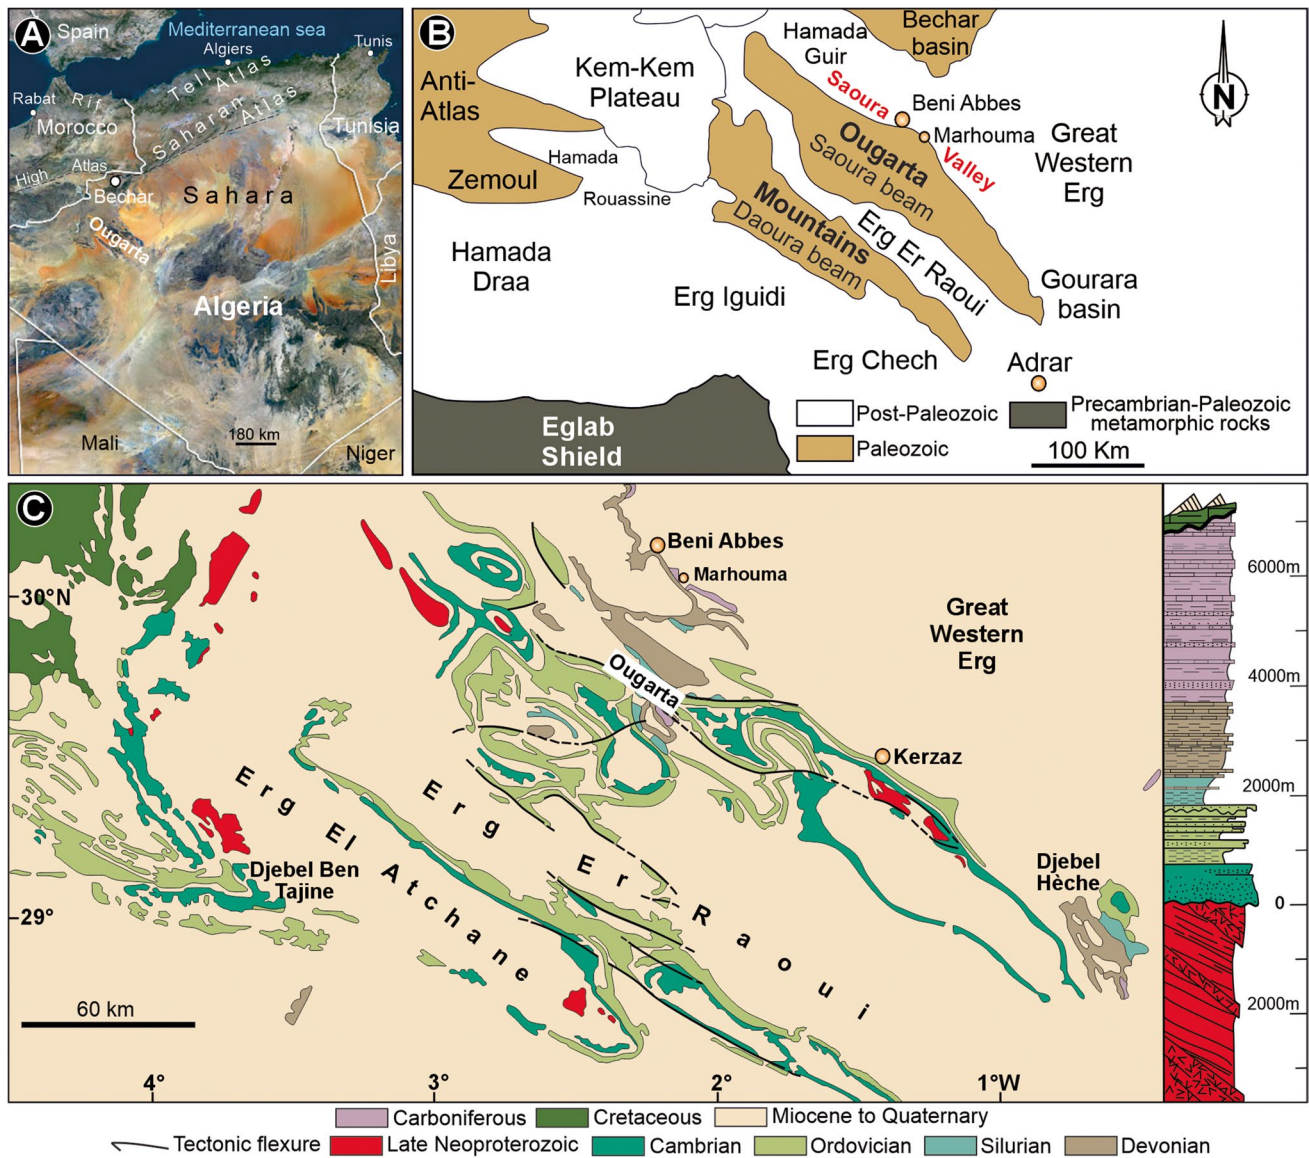 A
Spain
Mediterranean sea
Algiers
Tunis
Tell Atlas
Rabat
Rif
Saharan Atlas
Morocco
Tunisia
High Atlas
Bechar
Sahara
Ougarta
Libya
Algeria
180 km
Mali
Niger
B
Hamada
Guir
Bechar
basin
N
Anti-
Atlas
Kem-Kem
Plateau
Saoura
Beni Abbes
Marhouma
Valley
Great
Western
Erg
Ougarta
Saoura beam
Hamada
Rouassine
Zemoul
Mountains
Daoura beam
Erg Er Raoui
Hamada
Draa
Erg Iguidi
Gourara
basin
Erg Chech
Adrar
Post-Paleozoic
Precambrian-Paleozoic
metamorphic rocks
Paleozoic
100 Km
Eglab
Shield
C
Beni Abbes
Marhouma
30°N
Great
Western
Erg
Ougarta
Kerzaz
Erg El Atchane
Erg Er Raoui
Djebel Ben
Tajine
Djebel
Hèche
29°
60 km
4°
3°
2°
1°W
6000m
4000m
2000m
0
2000m
Carboniferous
Cretaceous
Miocene to Quaternary
Tectonic flexure
Late Neoproterozoic
Cambrian
Ordovician
Silurian
Devonian